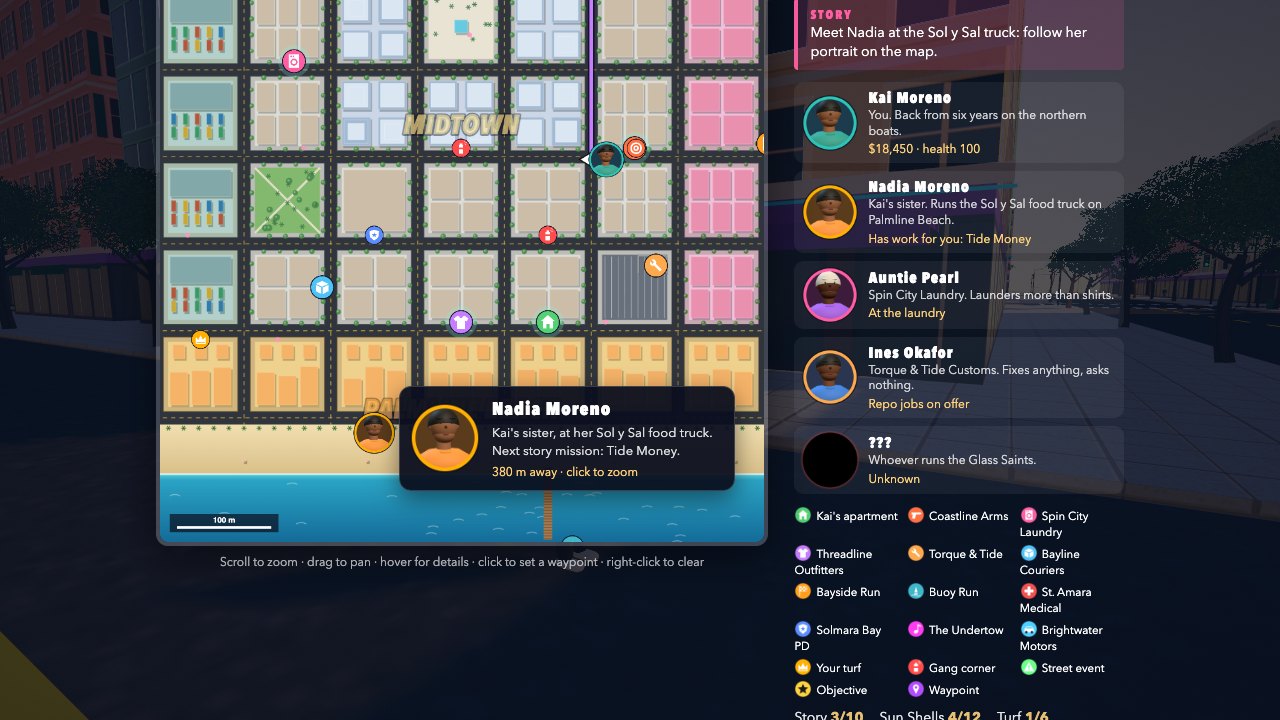 MIDTOWN
Nadia Moreno
Kai's sister, at her Sol y Sal food truck.
Next story mission: Tide Money.
380 m away · click to zoom
100 m
Scroll to zoom · drag to pan · hover for details · click to set a waypoint · right-click to clear
STORY
Meet Nadia at the Sol y Sal truck: follow her
portrait on the map.
Kai Moreno
You. Back from six years on the northern
boats.
$18,450 · health 100
Nadia Moreno
Kai's sister. Runs the Sol y Sal food truck on
Palmline Beach.
Has work for you: Tide Money
Auntie Pearl
Spin City Laundry. Launders more than shirts.
At the laundry
Ines Okafor
Torque & Tide Customs. Fixes anything, asks
nothing.
Repo jobs on offer
???
Whoever runs the Glass Saints.
Unknown
Kai's apartment
Coastline Arms
Spin City
Laundry
Threadline
Outfitters
Torque & Tide
Bayline
Couriers
Bayside Run
Buoy Run
St. Amara
Medical
Solmara Bay
PD
The Undertow
Brightwater
Motors
Your turf
Gang corner
Street event
Objective
Waypoint
Story 3/10 Sun Shells 4/12 Turf 1/6